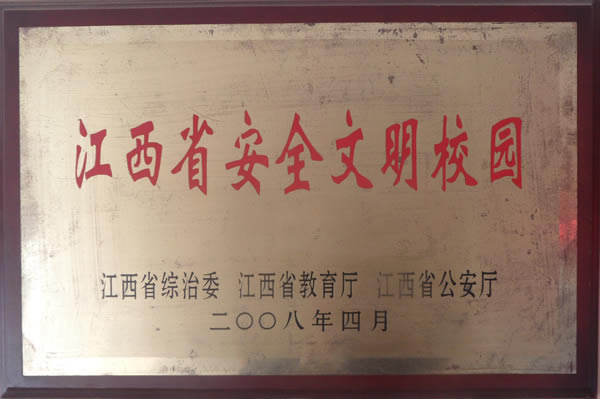 江西省安全文明校园
江西省综治委 江西省教育厅 江西省公安厅
二〇〇八年四月